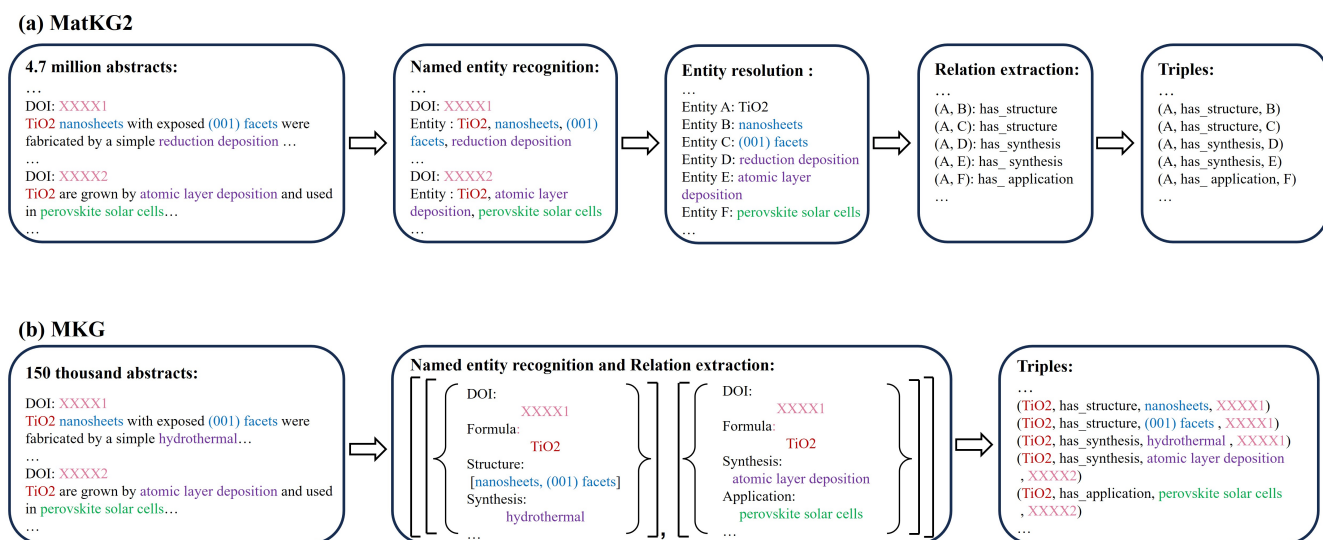 (a) MatKG2
4.7 million abstracts:
…
DOI: XXXX1
TiO2 nanosheets with exposed (001) facets were
fabricated by a simple reduction deposition …
…
DOI: XXXX2
TiO2 are grown by atomic layer deposition and used
in perovskite solar cells…
…
Named entity recognition:
…
DOI: XXXX1
Entity : TiO2, nanosheets, (001)
facets, reduction deposition
…
DOI: XXXX2
Entity : TiO2, atomic layer
deposition, perovskite solar cells
…
Entity resolution :
…
Entity A: TiO2
Entity B: nanosheets
Entity C: (001) facets
Entity D: reduction deposition
Entity E: atomic layer
deposition
Entity F: perovskite solar cells
…
Relation extraction:
…
(A, B): has_structure
(A, C): has_structure
(A, D): has_synthesis
(A, E): has_ synthesis
(A, F): has_ application
…
Triples:
…
(A, has_structure, B)
(A, has_structure, C)
(A, has_synthesis, D)
(A, has_synthesis, E)
(A, has_ application, F)
…
(b) MKG
150 thousand abstracts:
DOI: XXXX1
TiO2 nanosheets with exposed (001) facets were
fabricated by a simple hydrothermal…
…
DOI: XXXX2
TiO2 are grown by atomic layer deposition and used
in perovskite solar cells…
…
Named entity recognition and Relation extraction:
DOI:
XXXX1
Formula:
TiO2
Structure:
[nanosheets, (001) facets]
Synthesis:
hydrothermal
…
,
DOI:
XXXX1
Formula:
TiO2
Synthesis:
atomic layer deposition
Application:
perovskite solar cells
…
Triples:
…
(TiO2, has_structure, nanosheets, XXXX1)
(TiO2, has_structure, (001) facets , XXXX1)
(TiO2, has_synthesis, hydrothermal , XXXX1)
(TiO2, has_synthesis, atomic layer deposition
, XXXX2)
(TiO2, has_application, perovskite solar cells
, XXXX2)
…